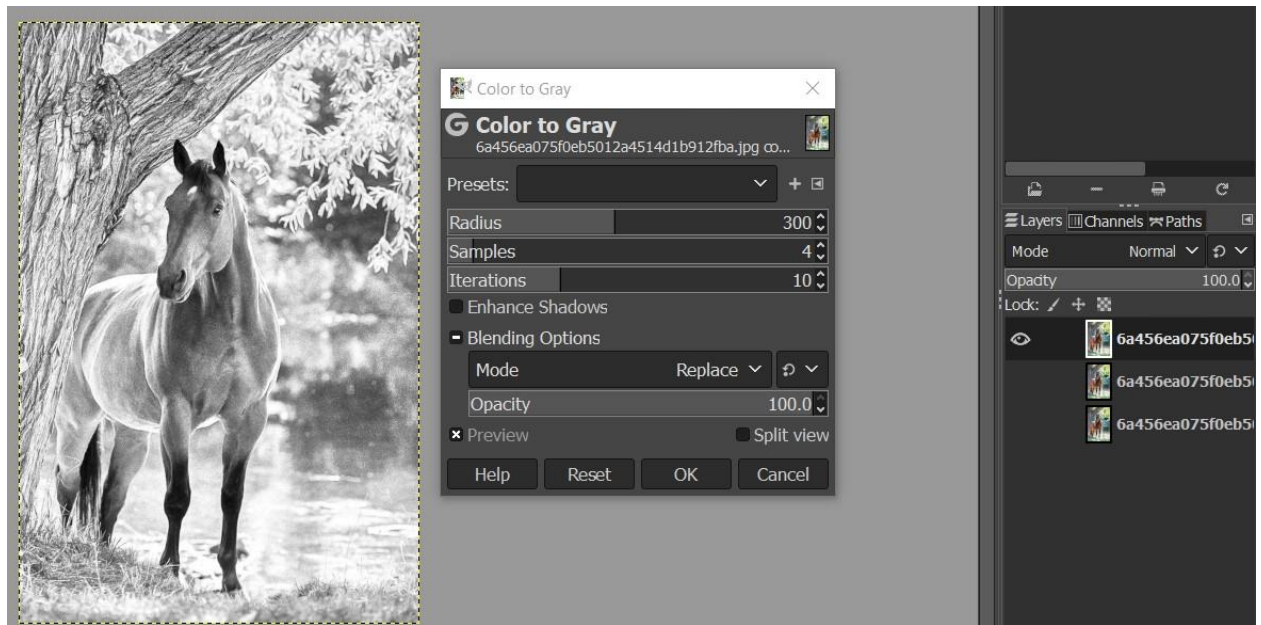 Color to Gray
Color to Gray
6a456ea075f0eb5012a4514d1b912fba.jpg co...
Presets:
Radius 300
Samples 4
Iterations 10
Enhance Shadows
Blending Options
Mode Replace
Opacity 100.0
Preview Split view
Help Reset OK Cancel
Layers Channels Paths
Mode Normal
Opacity 100.0
Lock:
6a456ea075f0eb5
6a456ea075f0eb5
6a456ea075f0eb5